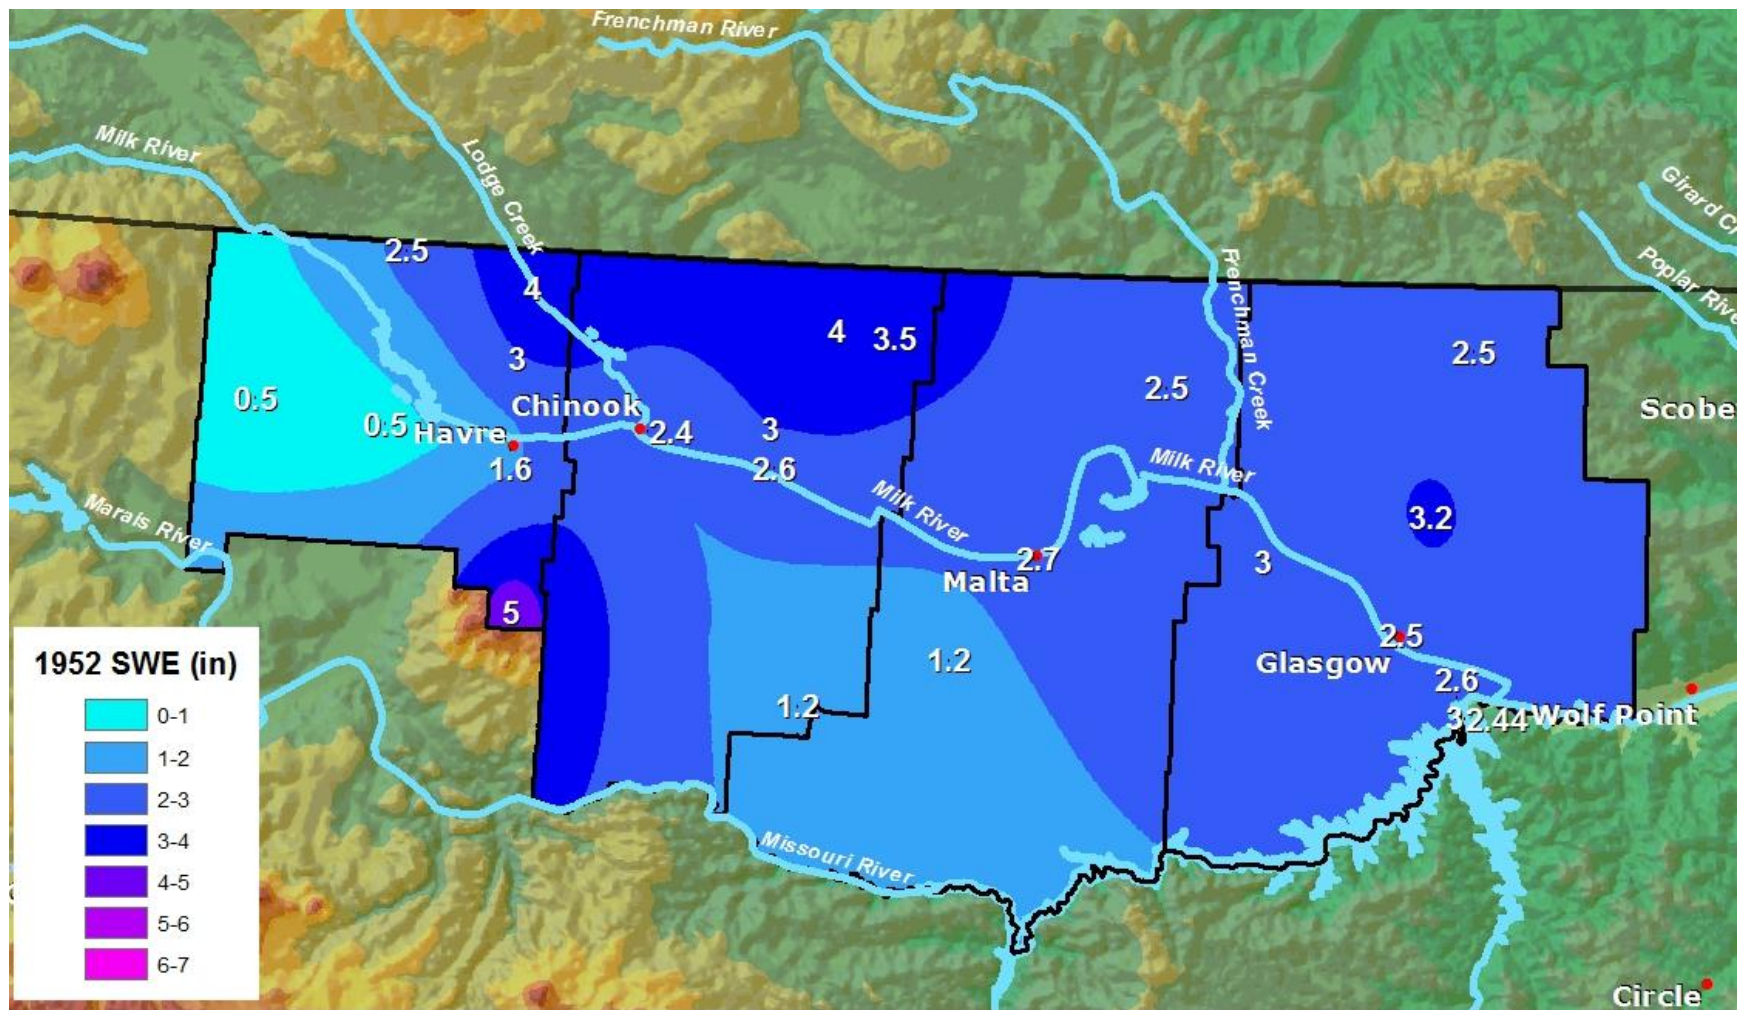 Frenchman River
Milk River
Lodge Creek
Girard C
Poplar Rive
2.5
4
4
3.5
Frenchman Creek
3
2.5
2.5
0.5
Chinook
Scobe
0.5
Havre
2.4
3
1.6
2.6
Milk River
Marais River
Milk River
3.2
2.7
3
Malta
5
2.5
1952 SWE (in)
Glasgow
1.2
2.6
1.2
3
2.44
Wolf Point
0-1
1-2
2-3
3-4
4-5
5-6
6-7
Missouri River
Circle